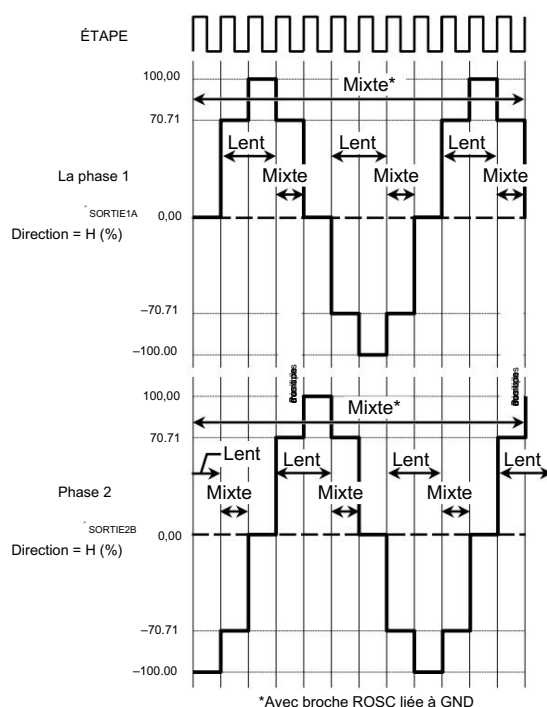 ÉTAPE
100,00
Mixte*
70.71
Lent
Lent
Lent
La phase 1
Mixte
Mixte
Mixte
SORTIE1A
0,00
Direction = H (%)
–70.71
–100.00
100,00
Mixte*
70.71
Lent
Lent
Lent
Lent
Phase 2
Mixte
Mixte
Mixte
SORTIE2B
0,00
Direction = H (%)
–70.71
–100.00
*Avec broche ROSC liée à GND